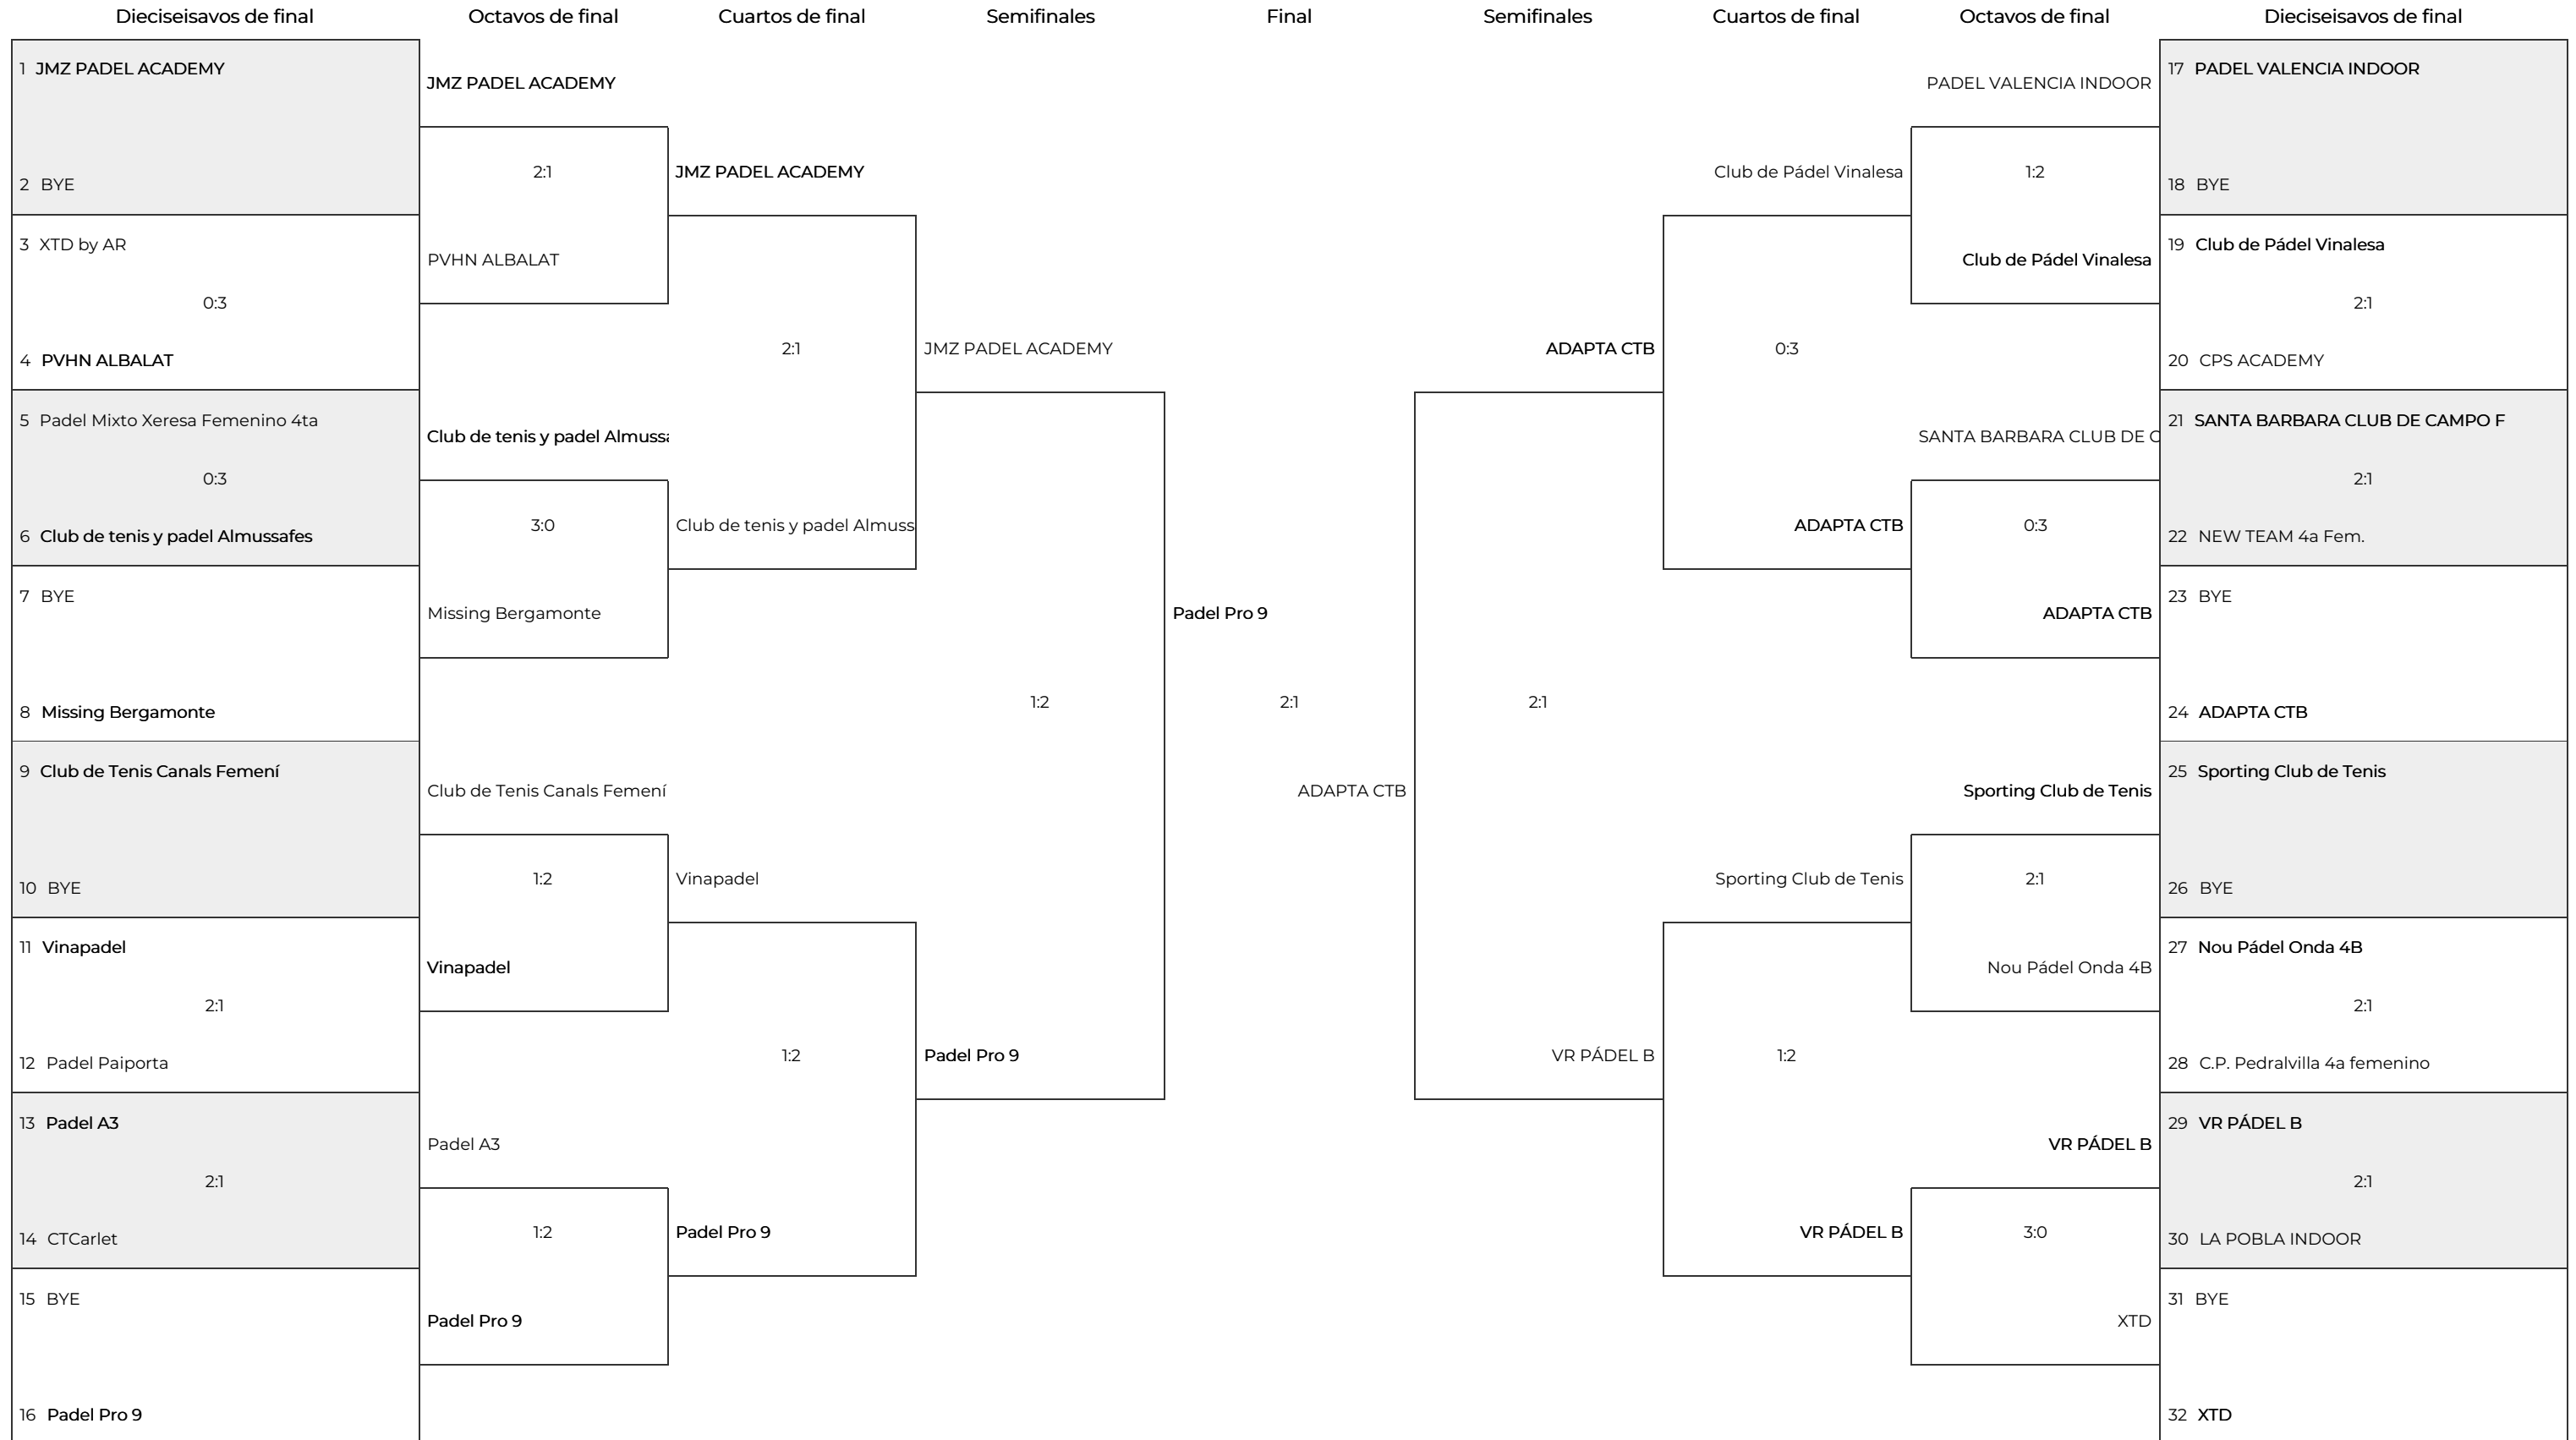 Dieciseisavos de final
Octavos de final
Cuartos de final
Semifinales
Final
Semifinales
Cuartos de final
Octavos de final
Dieciseisavos de final
1 JMZ PADEL ACADEMY
2 BYE
3 XTD by AR
0:3
4 PVHN ALBALAT
5 Padel Mixto Xeresa Femenino 4ta
0:3
6 Club de tenis y padel Almussafes
7 BYE
8 Missing Bergamonte
9 Club de Tenis Canals Femení
10 BYE
11 Vinapadel
2:1
12 Padel Paiporta
13 Padel A3
2:1
14 CTCarlet
15 BYE
16 Padel Pro 9
JMZ PADEL ACADEMY
2:1
PVHN ALBALAT
Club de tenis y padel Almussa
3:0
Missing Bergamonte
Club de Tenis Canals Femení
1:2
Vinapadel
Padel A3
1:2
Padel Pro 9
JMZ PADEL ACADEMY
2:1
Club de tenis y padel Almuss
Vinapadel
1:2
Padel Pro 9
JMZ PADEL ACADEMY
1:2
Padel Pro 9
Padel Pro 9
2:1
ADAPTA CTB
ADAPTA CTB
2:1
VR PÁDEL B
Club de Pádel Vinalesa
0:3
ADAPTA CTB
Sporting Club de Tenis
1:2
VR PÁDEL B
PADEL VALENCIA INDOOR
1:2
Club de Pádel Vinalesa
SANTA BARBARA CLUB DE C
0:3
ADAPTA CTB
Sporting Club de Tenis
2:1
Nou Pádel Onda 4B
VR PÁDEL B
3:0
XTD
17 PADEL VALENCIA INDOOR
18 BYE
19 Club de Pádel Vinalesa
2:1
20 CPS ACADEMY
21 SANTA BARBARA CLUB DE CAMPO F
2:1
22 NEW TEAM 4a Fem.
23 BYE
24 ADAPTA CTB
25 Sporting Club de Tenis
26 BYE
27 Nou Pádel Onda 4B
2:1
28 C.P. Pedralvilla 4a femenino
29 VR PÁDEL B
2:1
30 LA POBLA INDOOR
31 BYE
32 XTD